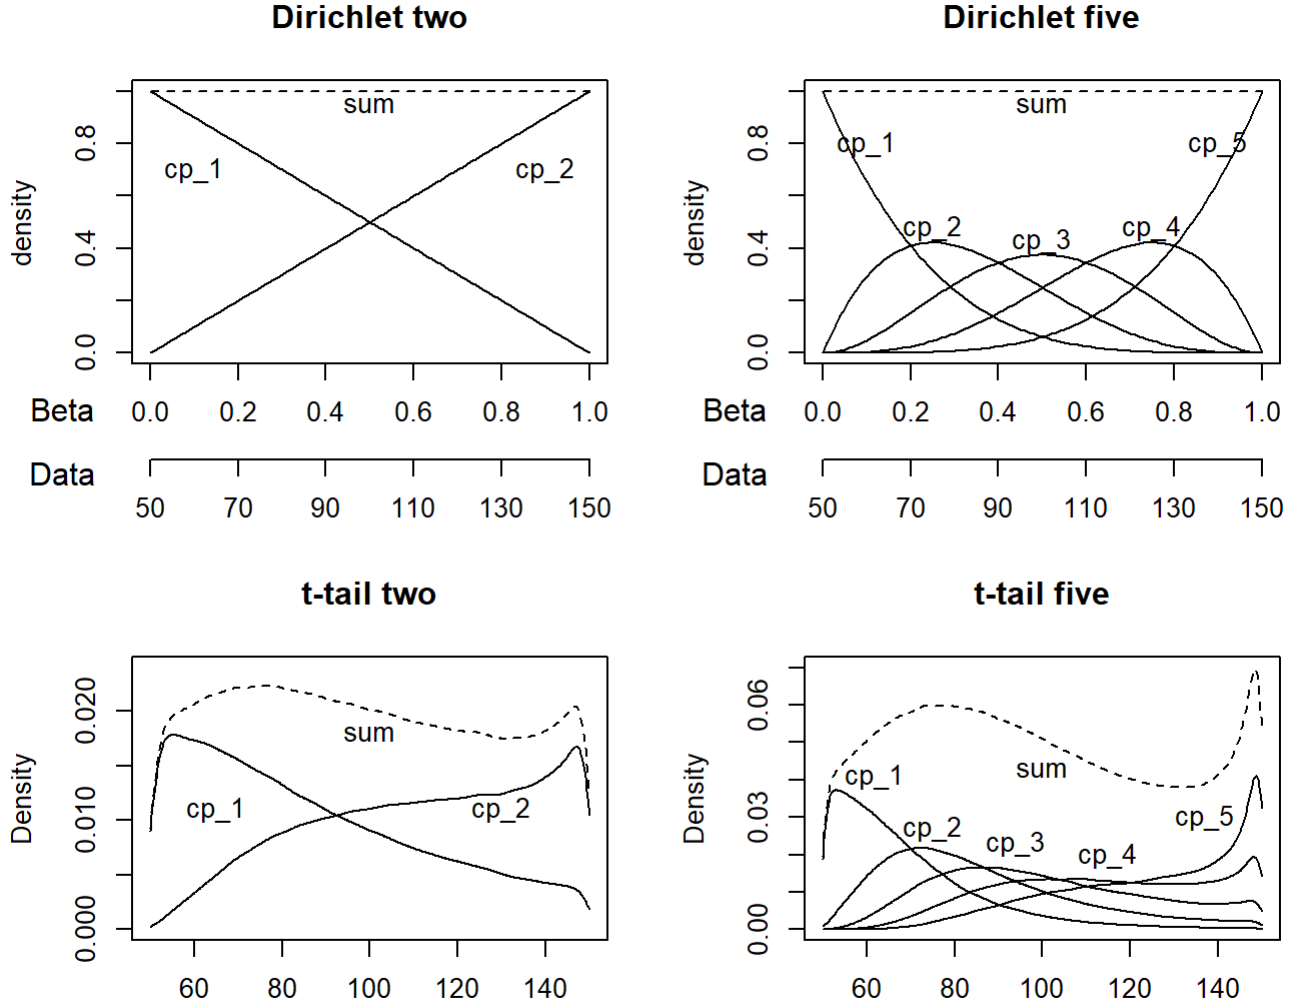 Dirichlet two
density
0.0 0.4 0.8
sum
cp_1
cp_2
Beta 0.0 0.2 0.4 0.6 0.8 1.0
Data
50 70 90 110 130 150
Dirichlet five
density
0.0 0.4 0.8
sum
cp_1
cp_5
cp_2
cp_3
cp_4
Beta 0.0 0.2 0.4 0.6 0.8 1.0
Data
50 70 90 110 130 150
t-tail two
Density
0.000 0.010 0.020
sum
cp_1
cp_2
60 80 100 120 140
t-tail five
Density
0.00 0.03 0.06
sum
cp_1
cp_2
cp_3
cp_4
cp_5
60 80 100 120 140